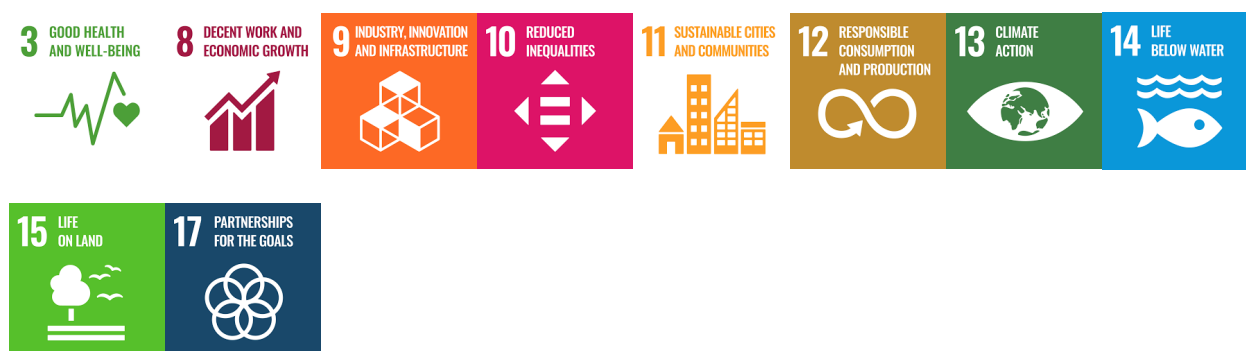 3 GOOD HEALTH
AND WELL-BEING
8 DECENT WORK AND
ECONOMIC GROWTH
9 INDUSTRY, INNOVATION
AND INFRASTRUCTURE
10 REDUCED
INEQUALITIES
11 SUSTAINABLE CITIES
AND COMMUNITIES
12 RESPONSIBLE
CONSUMPTION
AND PRODUCTION
13 CLIMATE
ACTION
14 LIFE
BELOW WATER
15 LIFE
ON LAND
17 PARTNERSHIPS
FOR THE GOALS